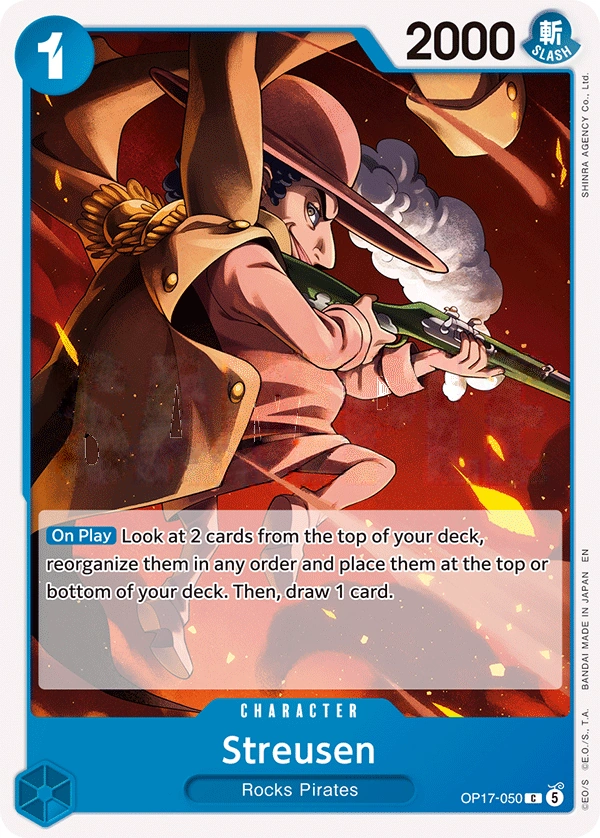 1
2000
斬
SLASH
SHINRA AGENCY Co., Ltd.
On Play Look at 2 cards from the top of your deck,
reorganize them in any order and place them at the top or
bottom of your deck. Then, draw 1 card.
BANDAI MADE IN JAPAN EN
©E.O./S., T.A.
©EO/S
CHARACTER
Streusen
Rocks Pirates
OP17-050 C 5